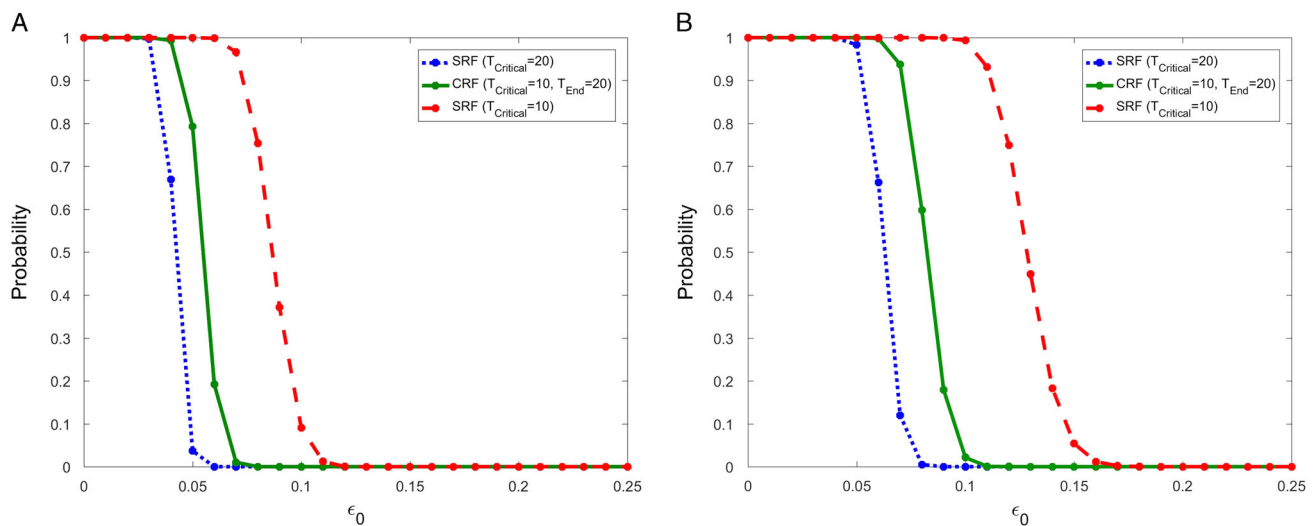 A
1
0.9
0.8
0.7
0.6
0.5
0.4
0.3
0.2
0.1
0
Probability
0
0.05
0.1
0.15
0.2
0.25
ϵ0
SRF (TCritical=20)
CRF (TCritical=10, TEnd=20)
SRF (TCritical=10)
B
1
0.9
0.8
0.7
0.6
0.5
0.4
0.3
0.2
0.1
0
Probability
0.05
0.1
0.15
0.2
0.25
ϵ0
SRF (TCritical=20)
CRF (TCritical=10, TEnd=20)
SRF (TCritical=10)